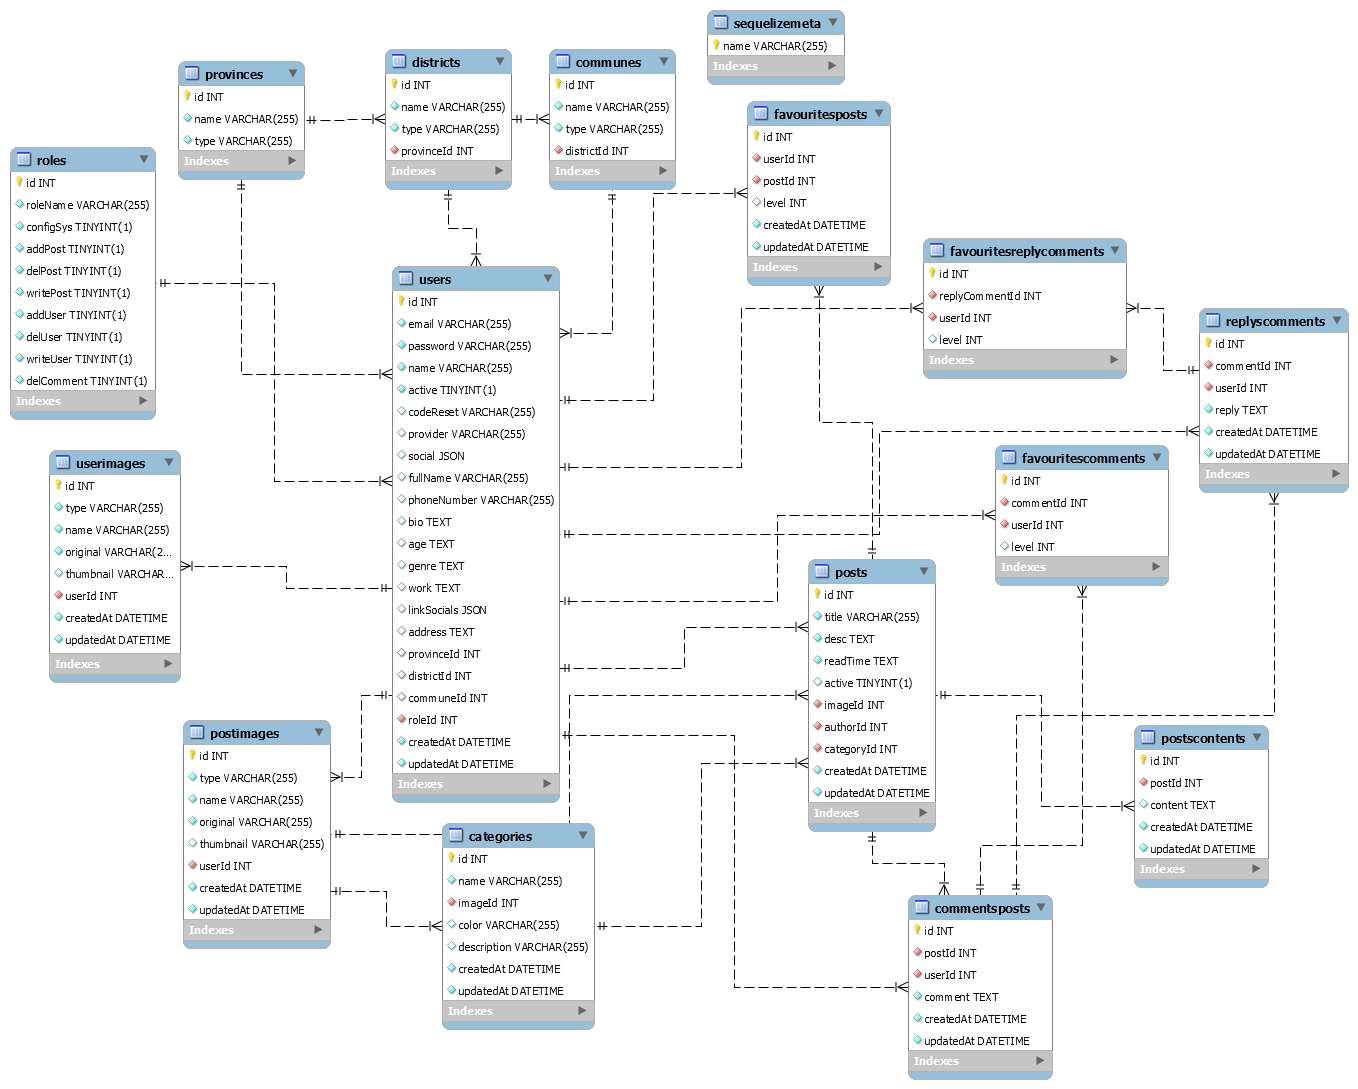 sequelizemeta
name VARCHAR(255)
Indexes
provinces
id INT
name VARCHAR(255)
type VARCHAR(255)
Indexes
districts
id INT
name VARCHAR(255)
type VARCHAR(255)
provinceId INT
Indexes
communes
id INT
name VARCHAR(255)
type VARCHAR(255)
districtId INT
Indexes
favouritesposts
id INT
userId INT
postId INT
level INT
createdAt DATETIME
updatedAt DATETIME
Indexes
roles
id INT
roleName VARCHAR(255)
configSys TINYINT(1)
addPost TINYINT(1)
delPost TINYINT(1)
writePost TINYINT(1)
addUser TINYINT(1)
delUser TINYINT(1)
writeUser TINYINT(1)
delComment TINYINT(1)
Indexes
users
id INT
email VARCHAR(255)
password VARCHAR(255)
name VARCHAR(255)
active TINYINT(1)
codeReset VARCHAR(255)
provider VARCHAR(255)
social JSON
fullName VARCHAR(255)
phoneNumber VARCHAR(255)
bio TEXT
age TEXT
genre TEXT
work TEXT
linkSocials JSON
address TEXT
provinceId INT
districtId INT
communeId INT
roleId INT
createdAt DATETIME
updatedAt DATETIME
Indexes
favouritesreplycomments
id INT
replyCommentId INT
userId INT
level INT
Indexes
replyscomments
id INT
commentId INT
userId INT
reply TEXT
createdAt DATETIME
updatedAt DATETIME
Indexes
userimages
id INT
type VARCHAR(255)
name VARCHAR(255)
original VARCHAR(2...
thumbnail VARCHAR...
userId INT
createdAt DATETIME
updatedAt DATETIME
Indexes
favouritescomments
id INT
commentId INT
userId INT
level INT
Indexes
posts
id INT
title VARCHAR(255)
desc TEXT
readTime TEXT
active TINYINT(1)
imageId INT
authorId INT
categoryId INT
createdAt DATETIME
updatedAt DATETIME
Indexes
postimages
id INT
type VARCHAR(255)
name VARCHAR(255)
original VARCHAR(255)
thumbnail VARCHAR(255)
userId INT
createdAt DATETIME
updatedAt DATETIME
Indexes
postscontents
id INT
postId INT
content TEXT
createdAt DATETIME
updatedAt DATETIME
Indexes
categories
id INT
name VARCHAR(255)
imageId INT
color VARCHAR(255)
description VARCHAR(255)
createdAt DATETIME
updatedAt DATETIME
Indexes
commentsposts
id INT
postId INT
userId INT
comment TEXT
createdAt DATETIME
updatedAt DATETIME
Indexes